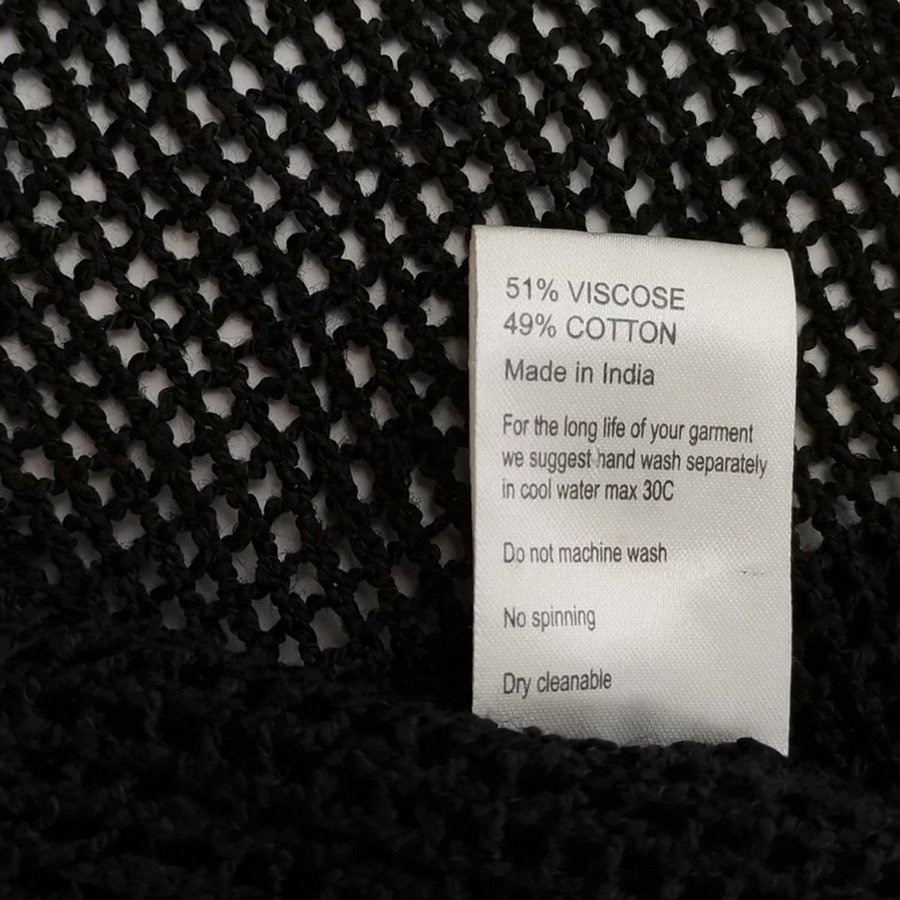 51% VISCOSE
49% COTTON
Made in India
For the long life of your garment
we suggest hand wash separately
in cool water max 30C
Do not machine wash
No spinning
Dry cleanable